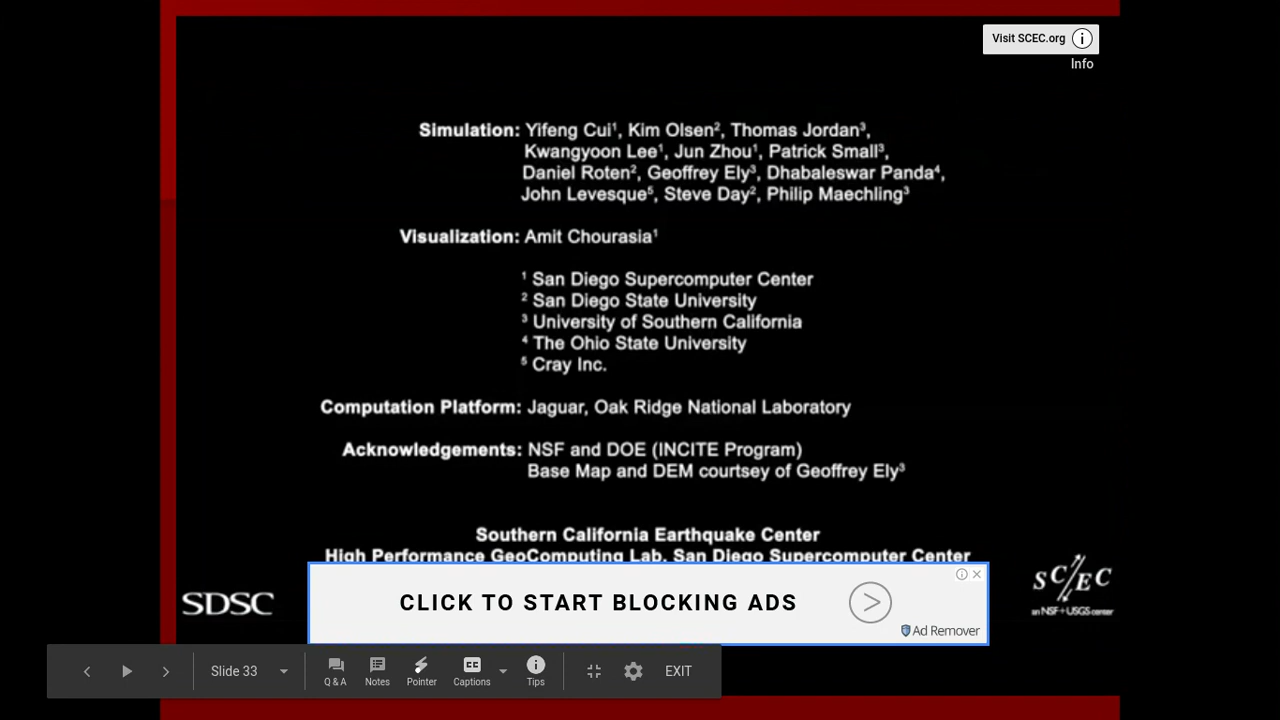 Visit SCEC.org
Info
Simulation: Yifeng Cui¹, Kim Olsen², Thomas Jordan³,
Kwangyoon Lee¹, Jun Zhou¹, Patrick Small³,
Daniel Roten², Geoffrey Ely³, Dhabaleswar Panda⁴,
John Levesque⁵, Steve Day², Philip Maechling³
Visualization: Amit Chourasia¹
¹ San Diego Supercomputer Center
² San Diego State University
³ University of Southern California
⁴ The Ohio State University
⁵ Cray Inc.
Computation Platform: Jaguar, Oak Ridge National Laboratory
Acknowledgements: NSF and DOE (INCITE Program)
Base Map and DEM courtsey of Geoffrey Ely³
Southern California Earthquake Center
High Performance GeoComputing Lab, San Diego Supercomputer Center
SDSC
CLICK TO START BLOCKING ADS
Ad Remover
SC/EC
an NSF+USGS center
Slide 33
Q & A
Notes
Pointer
CC
Captions
Tips
EXIT